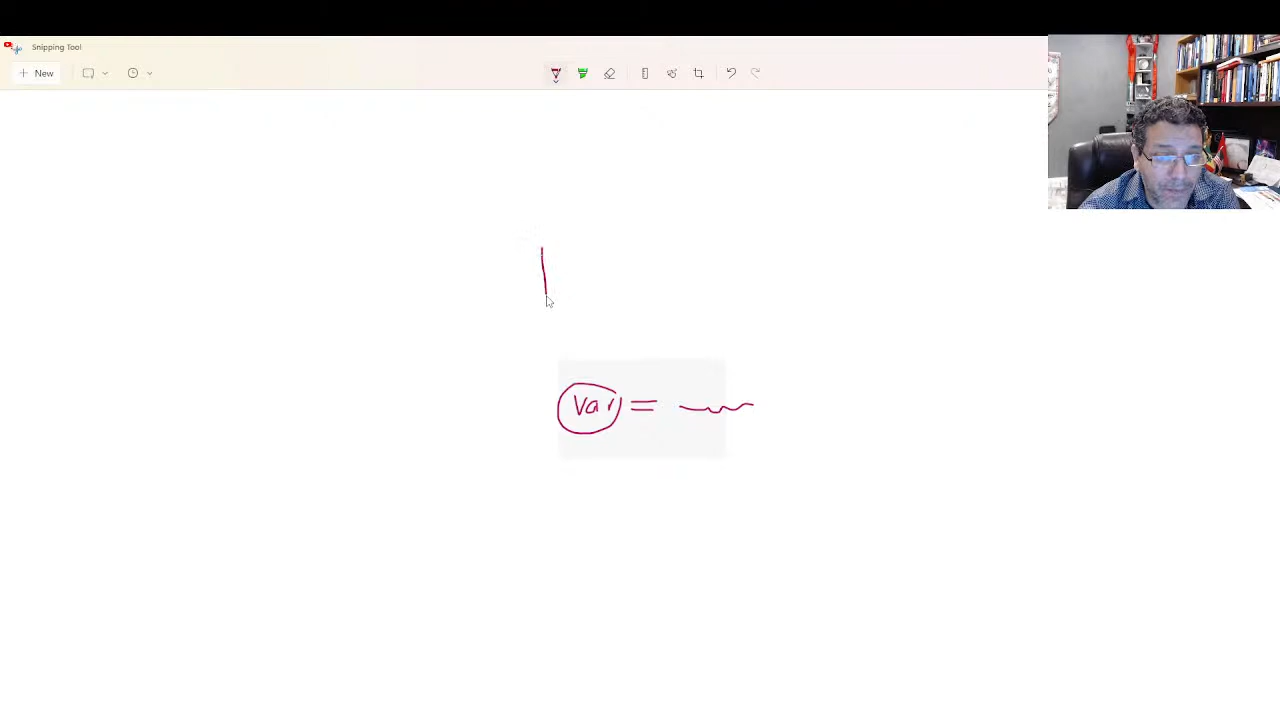 Snipping Tool
New
var =